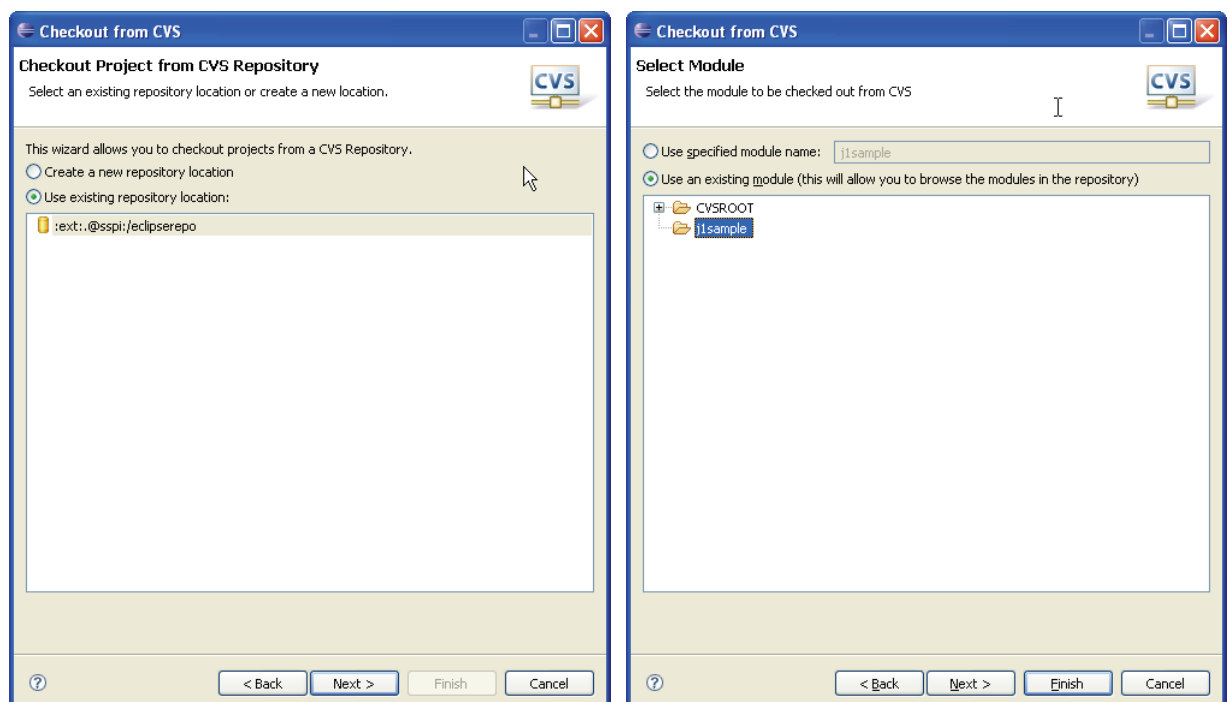 Checkout from CVS
Checkout Project from CVS Repository
Select an existing repository location or create a new location.
CVS
This wizard allows you to checkout projects from a CVS Repository.
Create a new repository location
Use existing repository location:
:ext:.@sspi:/eclipserepo
?
< Back
Next >
Finish
Cancel
Checkout from CVS
Select Module
Select the module to be checked out from CVS
CVS
Use specified module name:
j1sample
Use an existing module (this will allow you to browse the modules in the repository)
CVSROOT
j1sample
?
< Back
Next >
Finish
Cancel